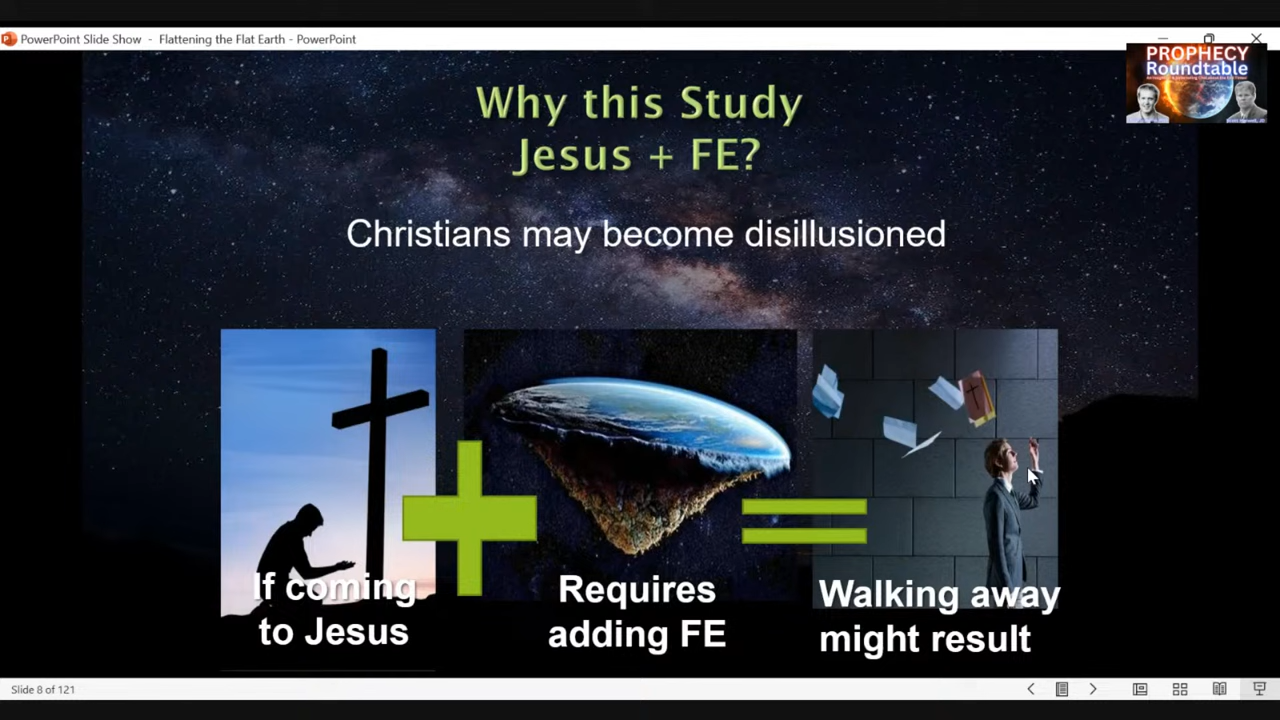 PowerPoint Slide Show - Flattening the Flat Earth - PowerPoint
PROPHECY
Roundtable
Why this Study
Jesus + FE?
Christians may become disillusioned
If coming
to Jesus
Requires
adding FE
Walking away
might result
Slide 8 of 121